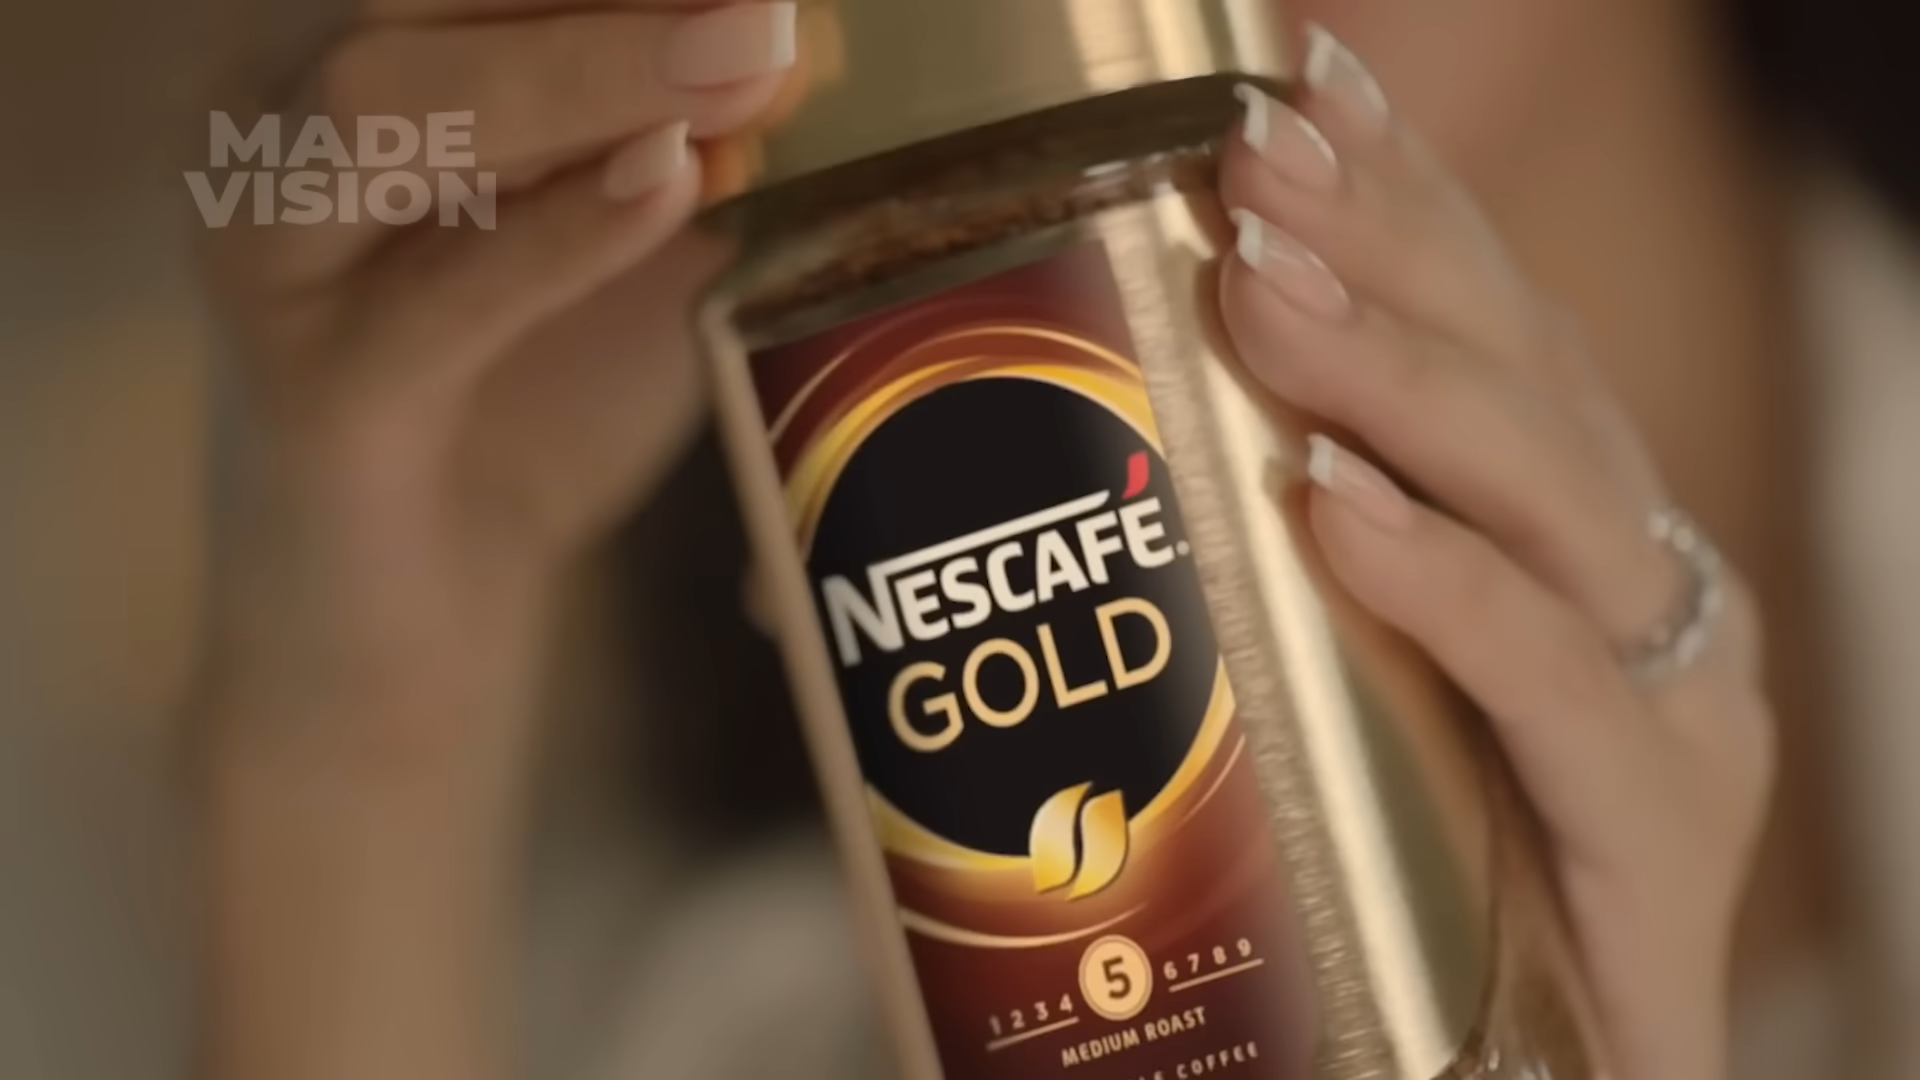 MADE
VISION
NESCAFÉ.
GOLD
1 2 3 4 5 6 7 8 9
MEDIUM ROAST
COFFEE